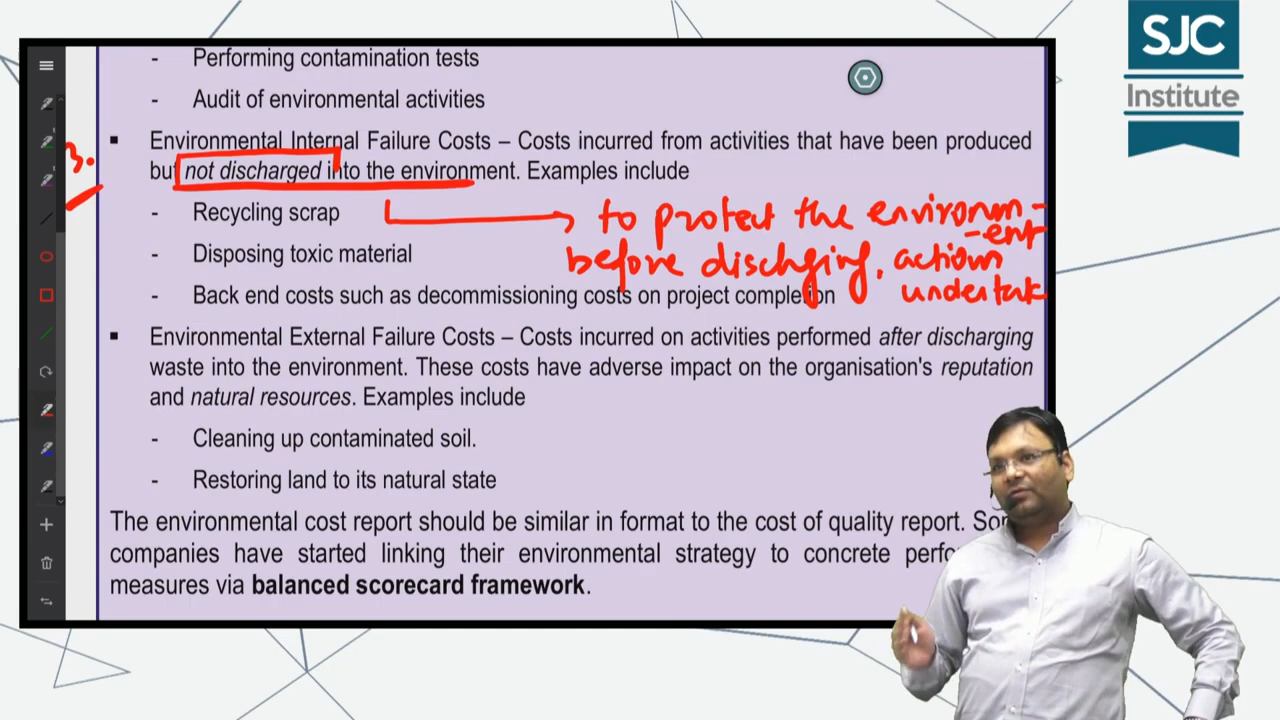 SJC
Institute
- Performing contamination tests
- Audit of environmental activities
3.
▪ Environmental Internal Failure Costs – Costs incurred from activities that have been produced
but not discharged into the environment. Examples include
- Recycling scrap
to protect the environm-
-ent
- Disposing toxic material
before dischging, actions
undertak
- Back end costs such as decommissioning costs on project completion
▪ Environmental External Failure Costs – Costs incurred on activities performed after discharging
waste into the environment. These costs have adverse impact on the organisation's reputation
and natural resources. Examples include
- Cleaning up contaminated soil.
- Restoring land to its natural state
The environmental cost report should be similar in format to the cost of quality report.
companies have started linking their environmental strategy to concrete
measures via balanced scorecard framework.